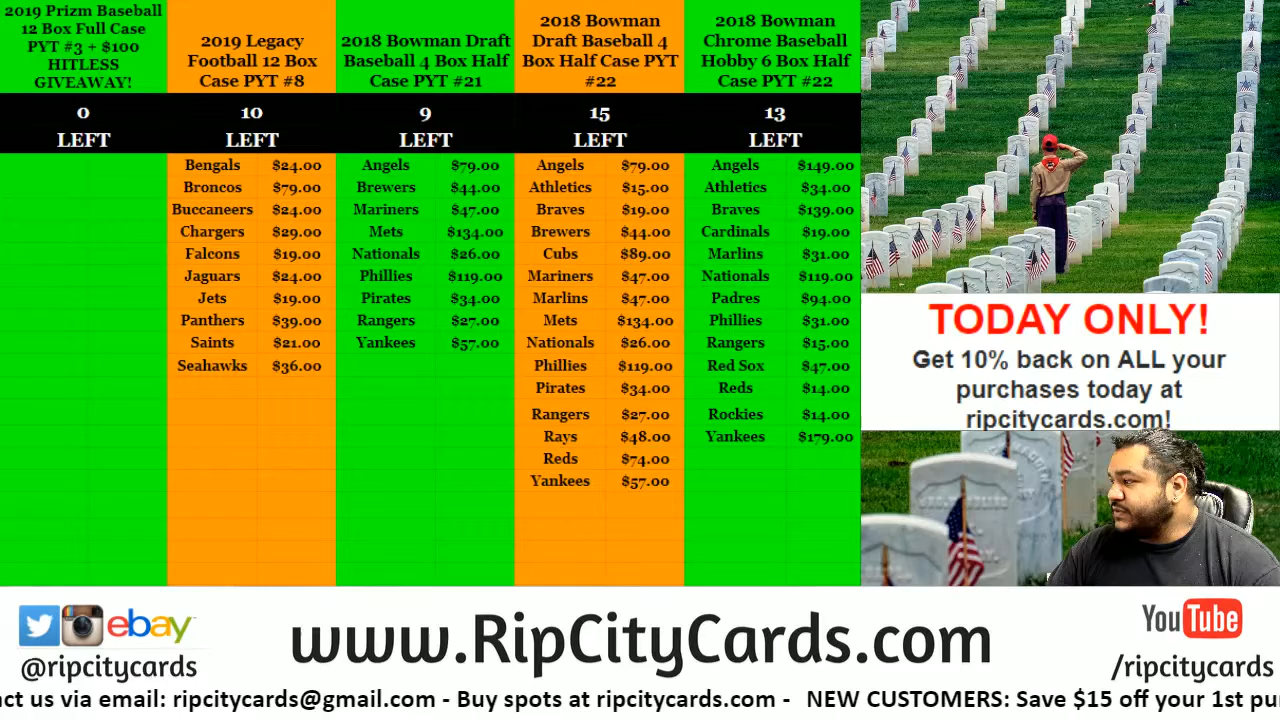 2019 Prizm Baseball
12 Box Full Case
PYT #3 + $100
HITLESS
GIVEAWAY!
0
LEFT
2019 Legacy
Football 12 Box
Case PYT #8
10
LEFT
Bengals $24.00
Broncos $79.00
Buccaneers $24.00
Chargers $29.00
Falcons $19.00
Jaguars $24.00
Jets $19.00
Panthers $39.00
Saints $21.00
Seahawks $36.00
2018 Bowman Draft
Baseball 4 Box Half
Case PYT #21
9
LEFT
Angels $79.00
Brewers $44.00
Mariners $47.00
Mets $134.00
Nationals $26.00
Phillies $119.00
Pirates $34.00
Rangers $27.00
Yankees $57.00
2018 Bowman
Draft Baseball 4
Box Half Case PYT
#22
15
LEFT
Angels $79.00
Athletics $15.00
Braves $19.00
Brewers $44.00
Cubs $89.00
Mariners $47.00
Marlins $47.00
Mets $134.00
Nationals $26.00
Phillies $119.00
Pirates $34.00
Rangers $27.00
Rays $48.00
Reds $74.00
Yankees $57.00
2018 Bowman
Chrome Baseball
Hobby 6 Box Half
Case PYT #22
13
LEFT
Angels $149.00
Athletics $34.00
Braves $139.00
Cardinals $19.00
Marlins $31.00
Nationals $119.00
Padres $94.00
Phillies $31.00
Rangers $15.00
Red Sox $47.00
Reds $14.00
Rockies $14.00
Yankees $179.00
TODAY ONLY!
Get 10% back on ALL your
purchases today at
ripcitycards.com!
ebay
@ripcitycards
www.RipCityCards.com
YouTube
/ripcitycards
act us via email: ripcitycards@gmail.com - Buy spots at ripcitycards.com - NEW CUSTOMERS: Save $15 off your 1st pu